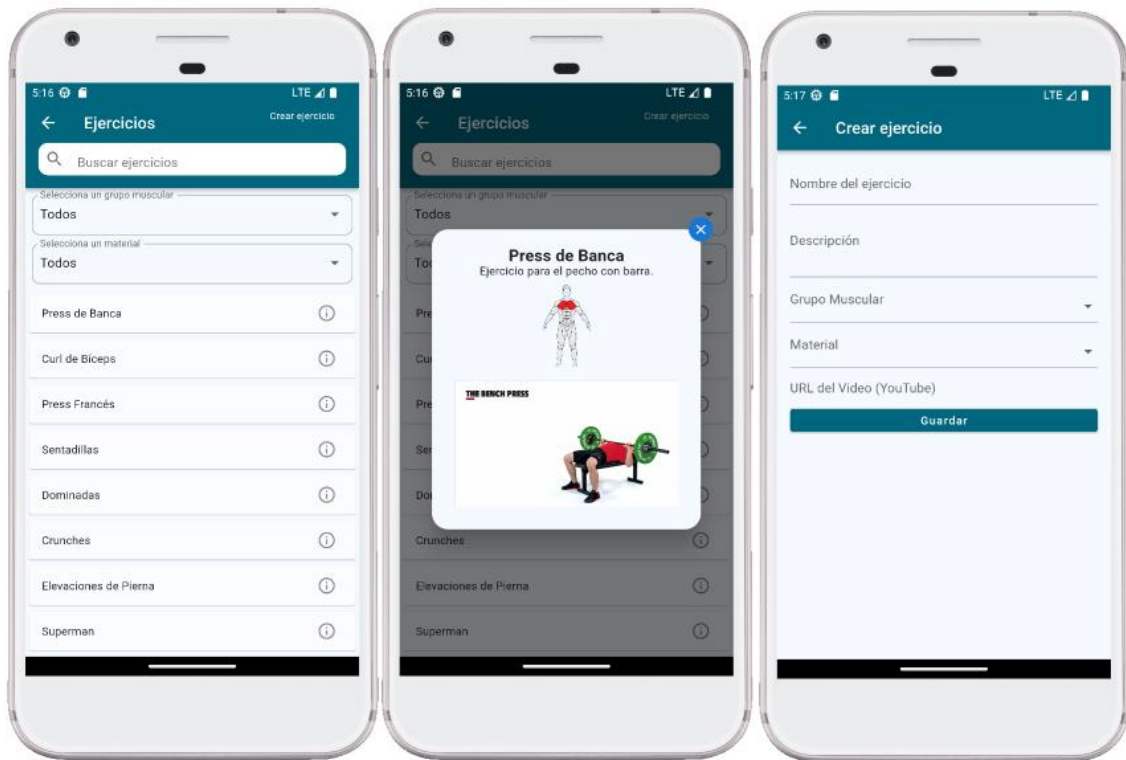 5:16 LTE
Ejercicios
Crear ejercicio
Buscar ejercicios
Selecciona un grupo muscular
Todos
Selecciona un material
Todos
Press de Banca
Curl de Biceps
Press Francés
Sentadillas
Dominadas
Crunches
Elevaciones de Pierna
Superman
5:16 LTE
Ejercicios
Crear ejercicio
Buscar ejercicios
Selecciona un grupo muscular
Todos
Press de Banca
Ejercicio para el pecho con barra.
THE BENCH PRESS
Crunches
Elevaciones de Pierna
Superman
5:17 LTE
Crear ejercicio
Nombre del ejercicio
Descripción
Grupo Muscular
Material
URL del Video (YouTube)
Guardar